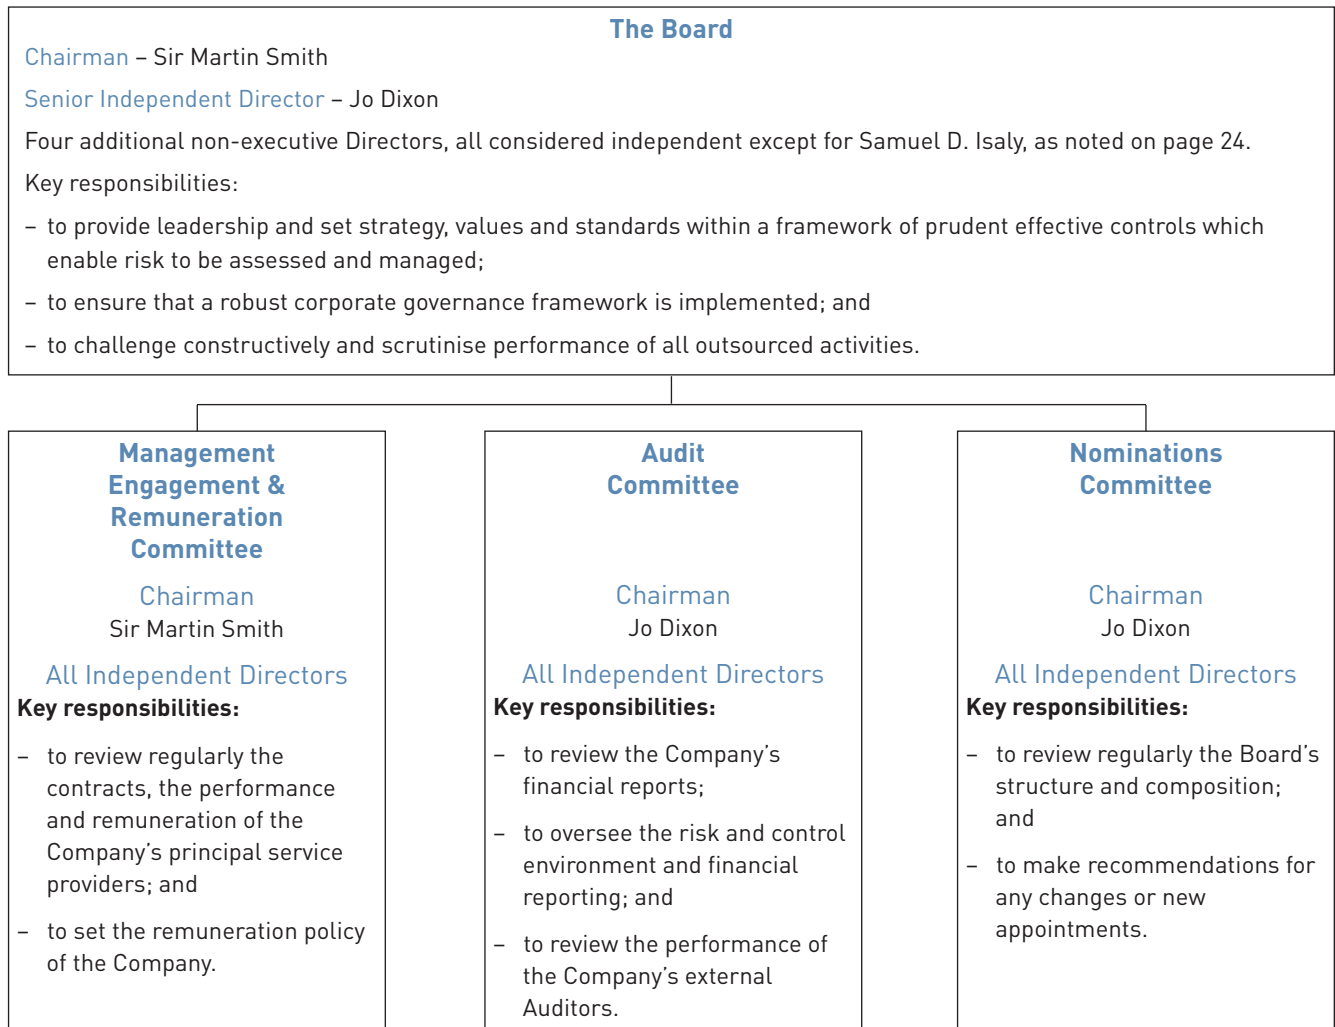 The Board
Chairman – Sir Martin Smith
Senior Independent Director – Jo Dixon
Four additional non-executive Directors, all considered independent except for Samuel D. Isaly, as noted on page 24.
Key responsibilities:
– to provide leadership and set strategy, values and standards within a framework of prudent effective controls which
enable risk to be assessed and managed;
– to ensure that a robust corporate governance framework is implemented; and
– to challenge constructively and scrutinise performance of all outsourced activities.
Management
Engagement &
Remuneration
Committee
Chairman
Sir Martin Smith
All Independent Directors
Key responsibilities:
– to review regularly the
contracts, the performance
and remuneration of the
Company's principal service
providers; and
– to set the remuneration policy
of the Company.
Audit
Committee
Chairman
Jo Dixon
All Independent Directors
Key responsibilities:
– to review the Company's
financial reports;
– to oversee the risk and control
environment and financial
reporting; and
– to review the performance of
the Company's external
Auditors.
Nominations
Committee
Chairman
Jo Dixon
All Independent Directors
Key responsibilities:
– to review regularly the Board's
structure and composition;
and
– to make recommendations for
any changes or new
appointments.